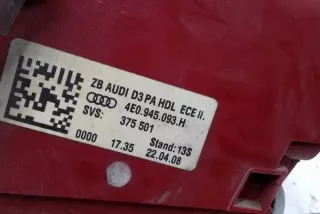 ZB AUDI D3 PA HDL ECE II.
4E0.945.093.H
SVS: 375 501
Stand: 13S
0000 17.35 22.04.08